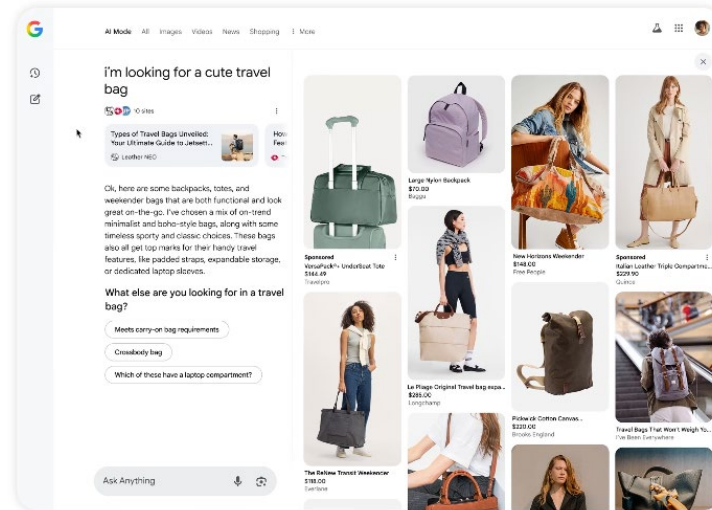 AI Mode All Images Videos News Shopping More
i'm looking for a cute travel
bag
10 sites
Types of Travel Bags Unveiled:
Your Ultimate Guide to Jetsett...
Leather NEO
How
Fea
Ok, here are some backpacks, totes, and
weekender bags that are both functional and look
great on-the-go. I've chosen a mix of on-trend
minimalist and boho-style bags, along with some
timeless sporty and classic choices. These bags
also all get top marks for their handy travel
features, like padded straps, expandable storage,
or dedicated laptop sleeves.
What else are you looking for in a travel
bag?
Meets carry-on bag requirements
Crossbody bag
Which of these have a laptop compartment?
Ask Anything
Sponsored
VersaPack+ UnderSeat Tote
Travelpro
The ReNew Transit Weekender
$118.00
Everlane
Large Nylon Backpack
$70.00
Baggu
Le Pliage Original Travel bag expa...
$285.00
Longchamp
New Horizons Weekender
$148.00
Free People
Pickwick Cotton Canvas...
$220.00
Brooks England
Sponsored
Italian Leather Triple Compartme...
$229.90
Quince
Travel Bags That Won't Weigh Yo...
I've Been Everywhere